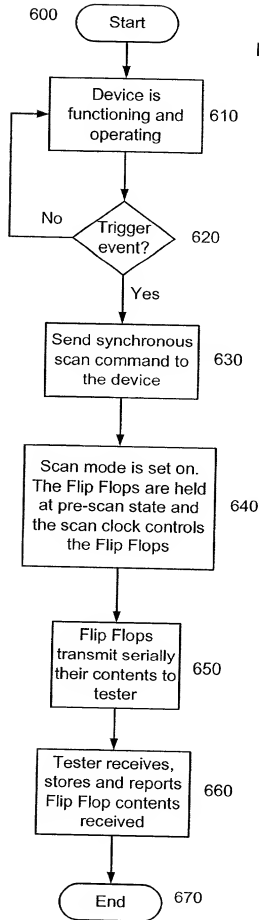 600
Start
Device is
functioning and
operating
610
No
Trigger
event?
620
Yes
Send synchronous
scan command to
the device
630
Scan mode is set on.
The Flip Flops are held
at pre-scan state and
the scan clock controls
the Flip Flops
640
Flip Flops
transmit serially
their contents to
tester
650
Tester receives,
stores and reports
Flip Flop contents
received
660
End
670